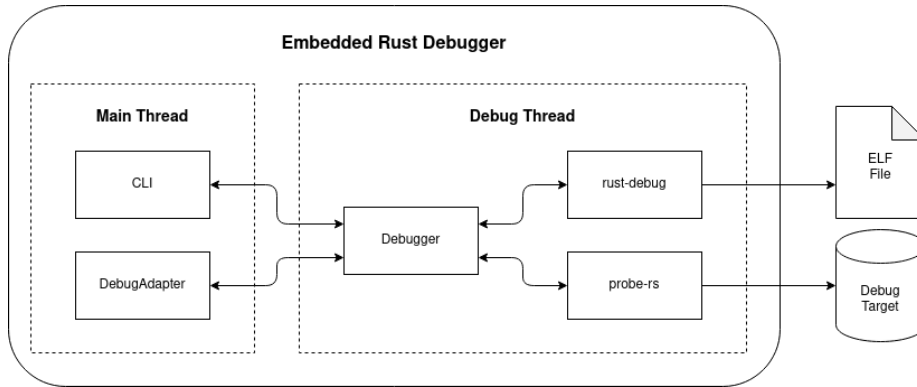 Embedded Rust Debugger
Main Thread
Debug Thread
CLI
rust-debug
ELF
File
Debugger
DebugAdapter
probe-rs
Debug
Target